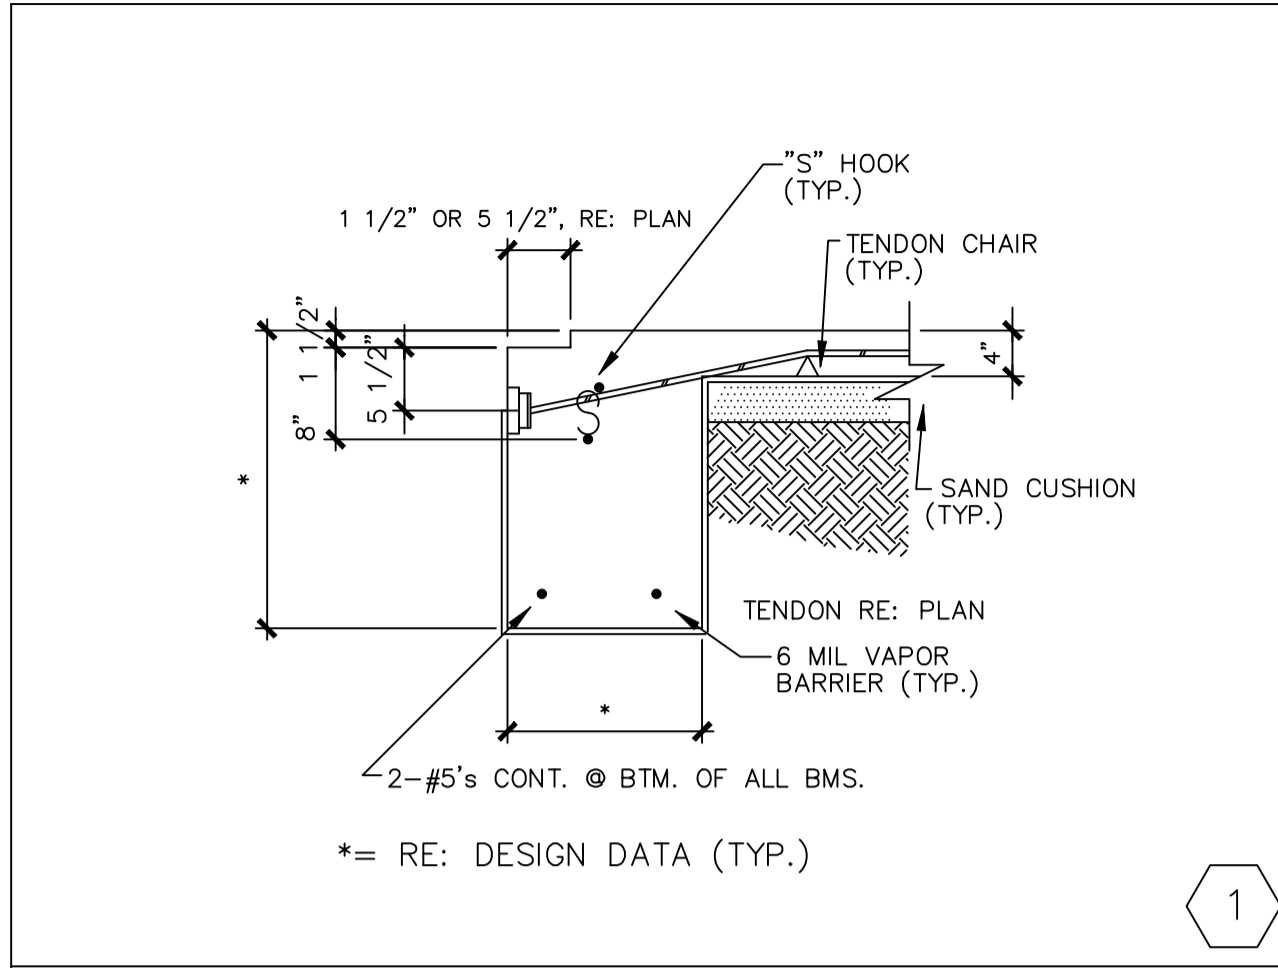 "S" HOOK
(TYP.)
1 1/2" OR 5 1/2", RE: PLAN
TENDON CHAIR
(TYP.)
1 1/2"
5 1/2"
8"
4"
*
SAND CUSHION
(TYP.)
TENDON RE: PLAN
6 MIL VAPOR
BARRIER (TYP.)
*
2-#5's CONT. @ BTM. OF ALL BMS.
*= RE: DESIGN DATA (TYP.)
1